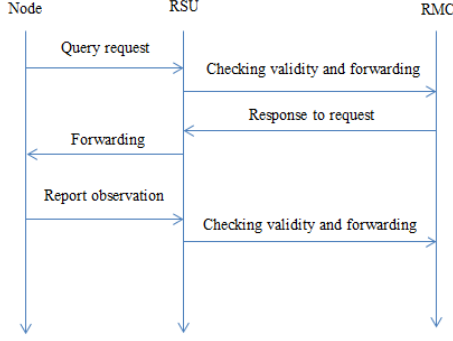 Node
RSU
RMC
Query request
Checking validity and forwarding
Response to request
Forwarding
Report observation
Checking validity and forwarding